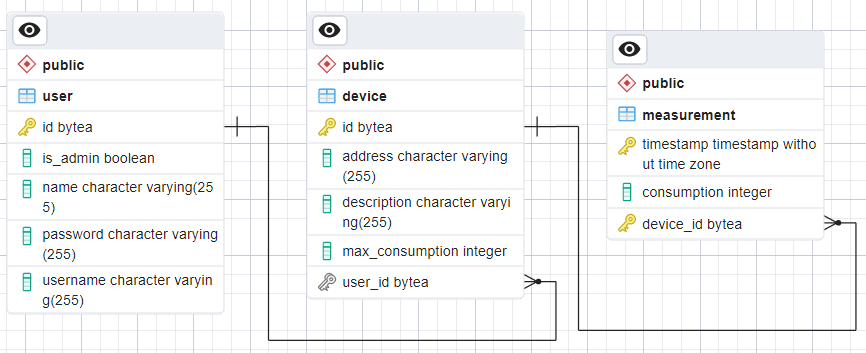 public
user
id bytea
is_admin boolean
name character varying(25
5)
password character varying
(255)
username character varyin
g(255)
public
device
id bytea
address character varying
(255)
description character varyi
ng(255)
max_consumption integer
user_id bytea
public
measurement
timestamp timestamp witho
ut time zone
consumption integer
device_id bytea